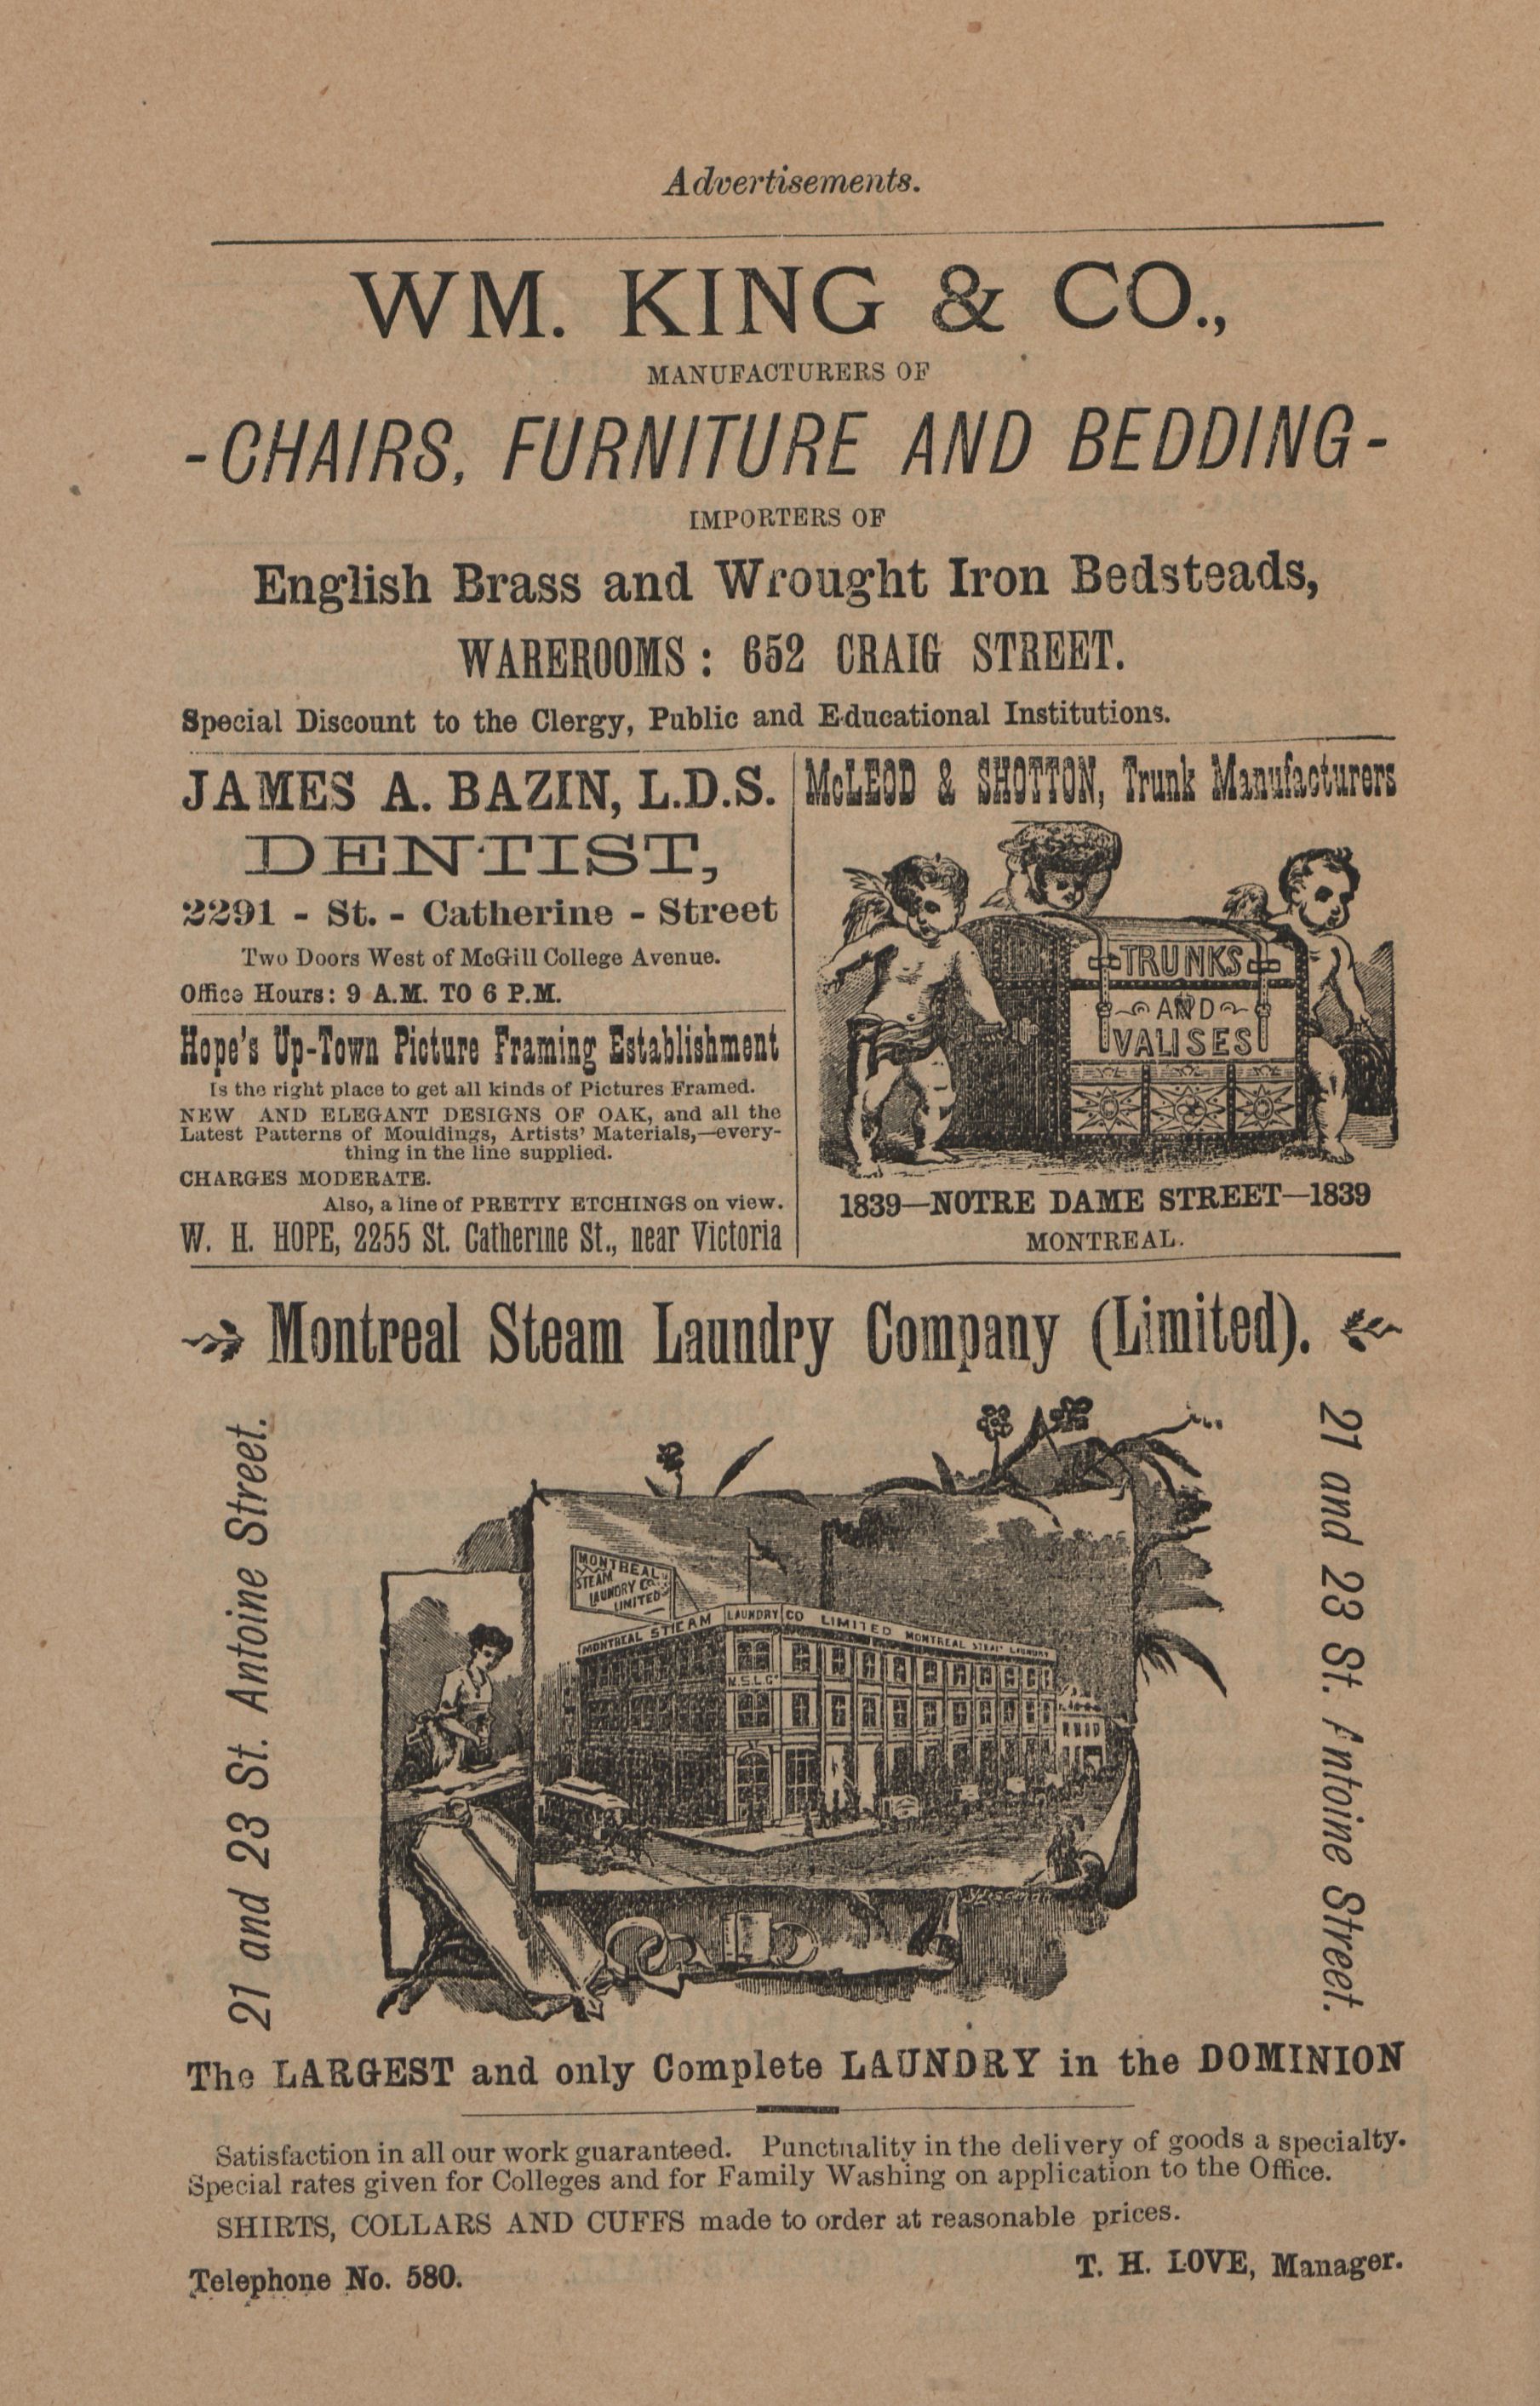 Advertisements.
WM. KING & CO.,
MANUFACTURERS OF
-CHAIRS, FURNITURE AND BEDDING-
IMPORTERS OF
English Brass and Wrought Iron Bedsteads,
WAREROOMS: 652 CRAIG STREET.
Special Discount to the Clergy, Public and Educational Institutions.
JAMES A. BAZIN, L.D.S.
DENTIST,
2291 - St. - Catherine - Street
Two Doors West of McGill College Avenue.
Office Hours: 9 A.M. TO 6 P.M.
Hope's Up-Town Picture Framing Establishment
Is the right place to get all kinds of Pictures Framed.
NEW AND ELEGANT DESIGNS OF OAK, and all the
Latest Patterns of Mouldings, Artists' Materials,—every-
thing in the line supplied.
CHARGES MODERATE.
Also, a line of PRETTY ETCHINGS on view.
W. H. HOPE, 2255 St. Catherine St., near Victoria
McLEOD & SHOTTON, Trunk Manufacturers
TRUNKS
AND
VALISES
1839—NOTRE DAME STREET—1839
MONTREAL.
Montreal Steam Laundry Company (Limited).
21 and 23 St. Antoine Street.
MONTREAL
STEAM
LAUNDRY CO.
LIMITED
MONTREAL STEAM LAUNDRY CO LIMITED MONTREAL STEAM LAUNDRY
M.S.L.Co
21 and 23 St. Antoine Street.
The LARGEST and only Complete LAUNDRY in the DOMINION
Satisfaction in all our work guaranteed. Punctuality in the delivery of goods a specialty.
Special rates given for Colleges and for Family Washing on application to the Office.
SHIRTS, COLLARS AND CUFFS made to order at reasonable prices.
Telephone No. 580.
T. H. LOVE, Manager.